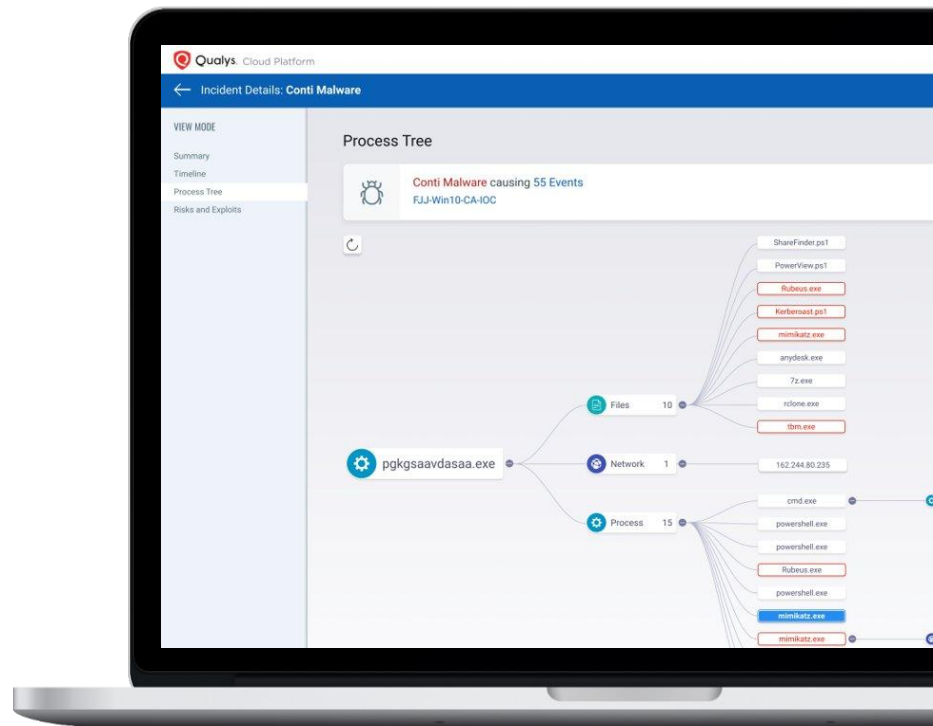 Qualys. Cloud Platform
Incident Details: Conti Malware
VIEW MODE
Summary
Timeline
Process Tree
Risks and Exploits
Process Tree
Conti Malware causing 55 Events
FJJ-Win10-CA-IOC
ShareFinder.ps1
PowerView.ps1
Rubeus.exe
Kerberoast.ps1
mimikatz.exe
anydesk.exe
7z.exe
rclone.exe
tbm.exe
Files 10
pgkgsaavdasaa.exe
Network 1
162.244.80.235
Process 15
cmd.exe
powershell.exe
powershell.exe
Rubeus.exe
powershell.exe
mimikatz.exe
mimikatz.exe